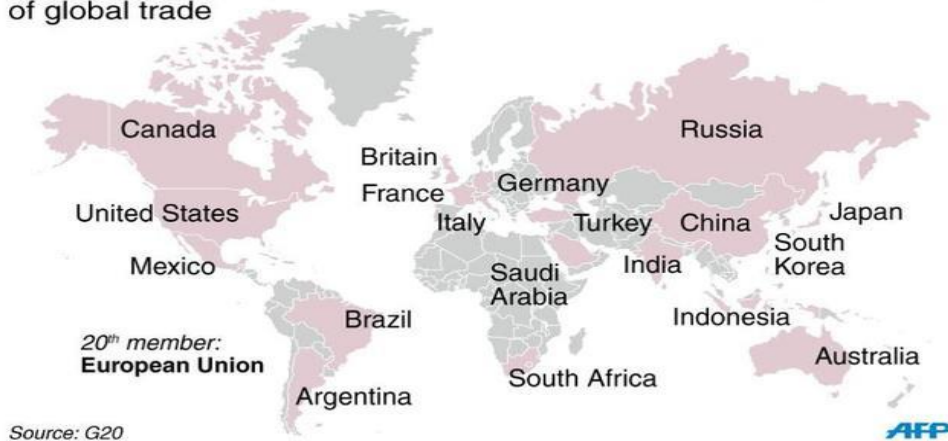 of global trade
Canada
Russia
Britain
Germany
France
United States
Italy
Turkey
China
Japan
South
Korea
Mexico
Saudi
Arabia
India
Brazil
Indonesia
20th member:
European Union
Australia
South Africa
Argentina
Source: G20
AFP